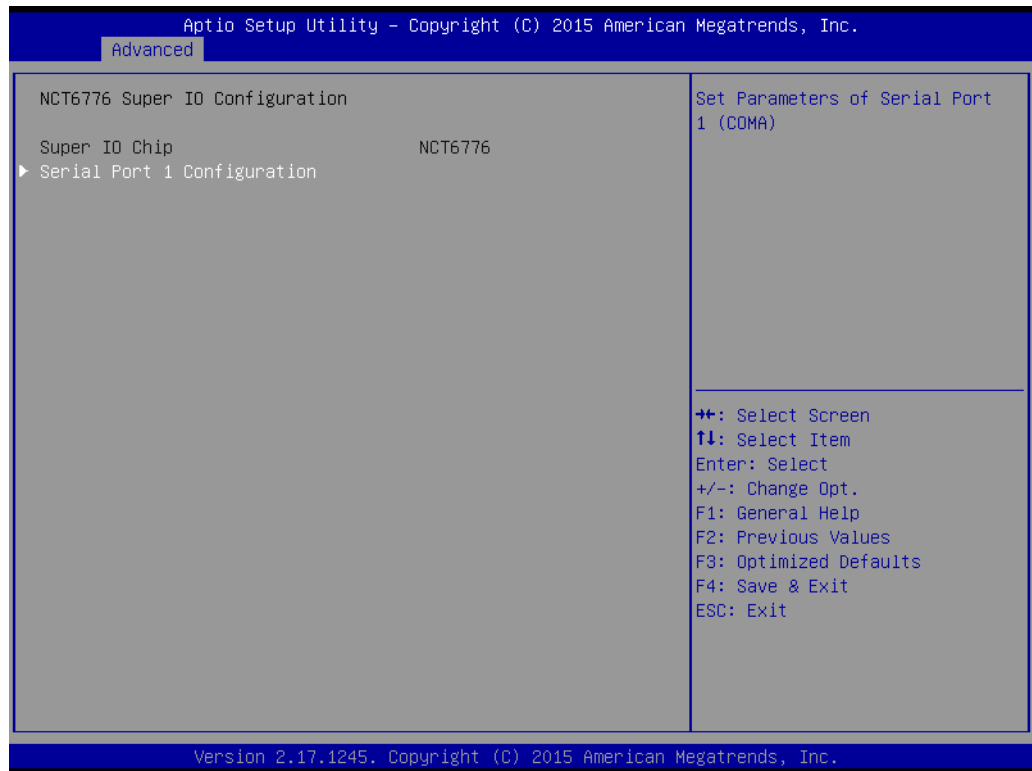 Aptio Setup Utility – Copyright (C) 2015 American Megatrends, Inc.
Advanced
NCT6776 Super IO Configuration
Super IO Chip NCT6776
▶ Serial Port 1 Configuration
Set Parameters of Serial Port
1 (COMA)
→←: Select Screen
↑↓: Select Item
Enter: Select
+/-: Change Opt.
F1: General Help
F2: Previous Values
F3: Optimized Defaults
F4: Save & Exit
ESC: Exit
Version 2.17.1245. Copyright (C) 2015 American Megatrends, Inc.